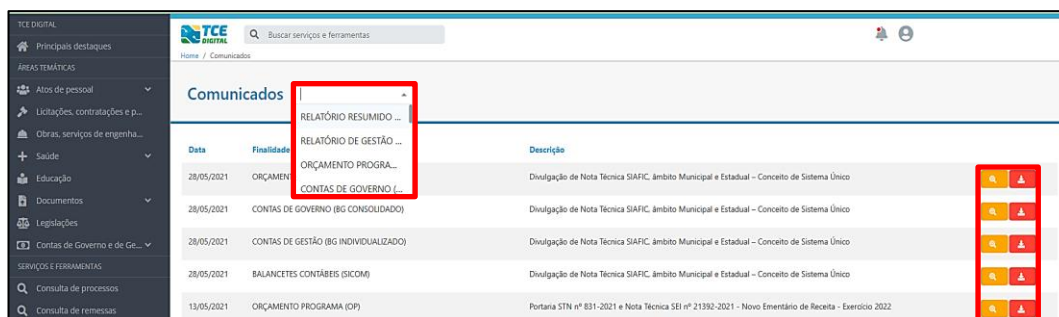 TCE DIGITAL
Principais destaques
ÁREAS TEMÁTICAS
Atos de pessoal
Licitações, contratações e p...
Obras, serviços de engenha...
Saúde
Educação
Documentos
Legislações
Contas de Governo e de Ge...
SERVIÇOS E FERRAMENTAS
Consulta de processos
Consulta de remessas
TCE
DIGITAL
Buscar serviços e ferramentas
Home / Comunicados
Comunicados
RELATÓRIO RESUMIDO ...
RELATÓRIO DE GESTÃO ...
ORÇAMENTO PROGRA...
CONTAS DE GOVERNO (...
Data Finalidade Descrição
28/05/2021 ORÇAMENT Divulgação de Nota Técnica SIAFIC, âmbito Municipal e Estadual – Conceito de Sistema Único
28/05/2021 CONTAS DE GOVERNO (BG CONSOLIDADO) Divulgação de Nota Técnica SIAFIC, âmbito Municipal e Estadual – Conceito de Sistema Único
28/05/2021 CONTAS DE GESTÃO (BG INDIVIDUALIZADO) Divulgação de Nota Técnica SIAFIC, âmbito Municipal e Estadual – Conceito de Sistema Único
28/05/2021 BALANCETES CONTÁBEIS (SICOM) Divulgação de Nota Técnica SIAFIC, âmbito Municipal e Estadual – Conceito de Sistema Único
13/05/2021 ORÇAMENTO PROGRAMA (OP) Portaria STN nº 831-2021 e Nota Técnica SEI nº 21392-2021 - Novo Ementário de Receita - Exercício 2022